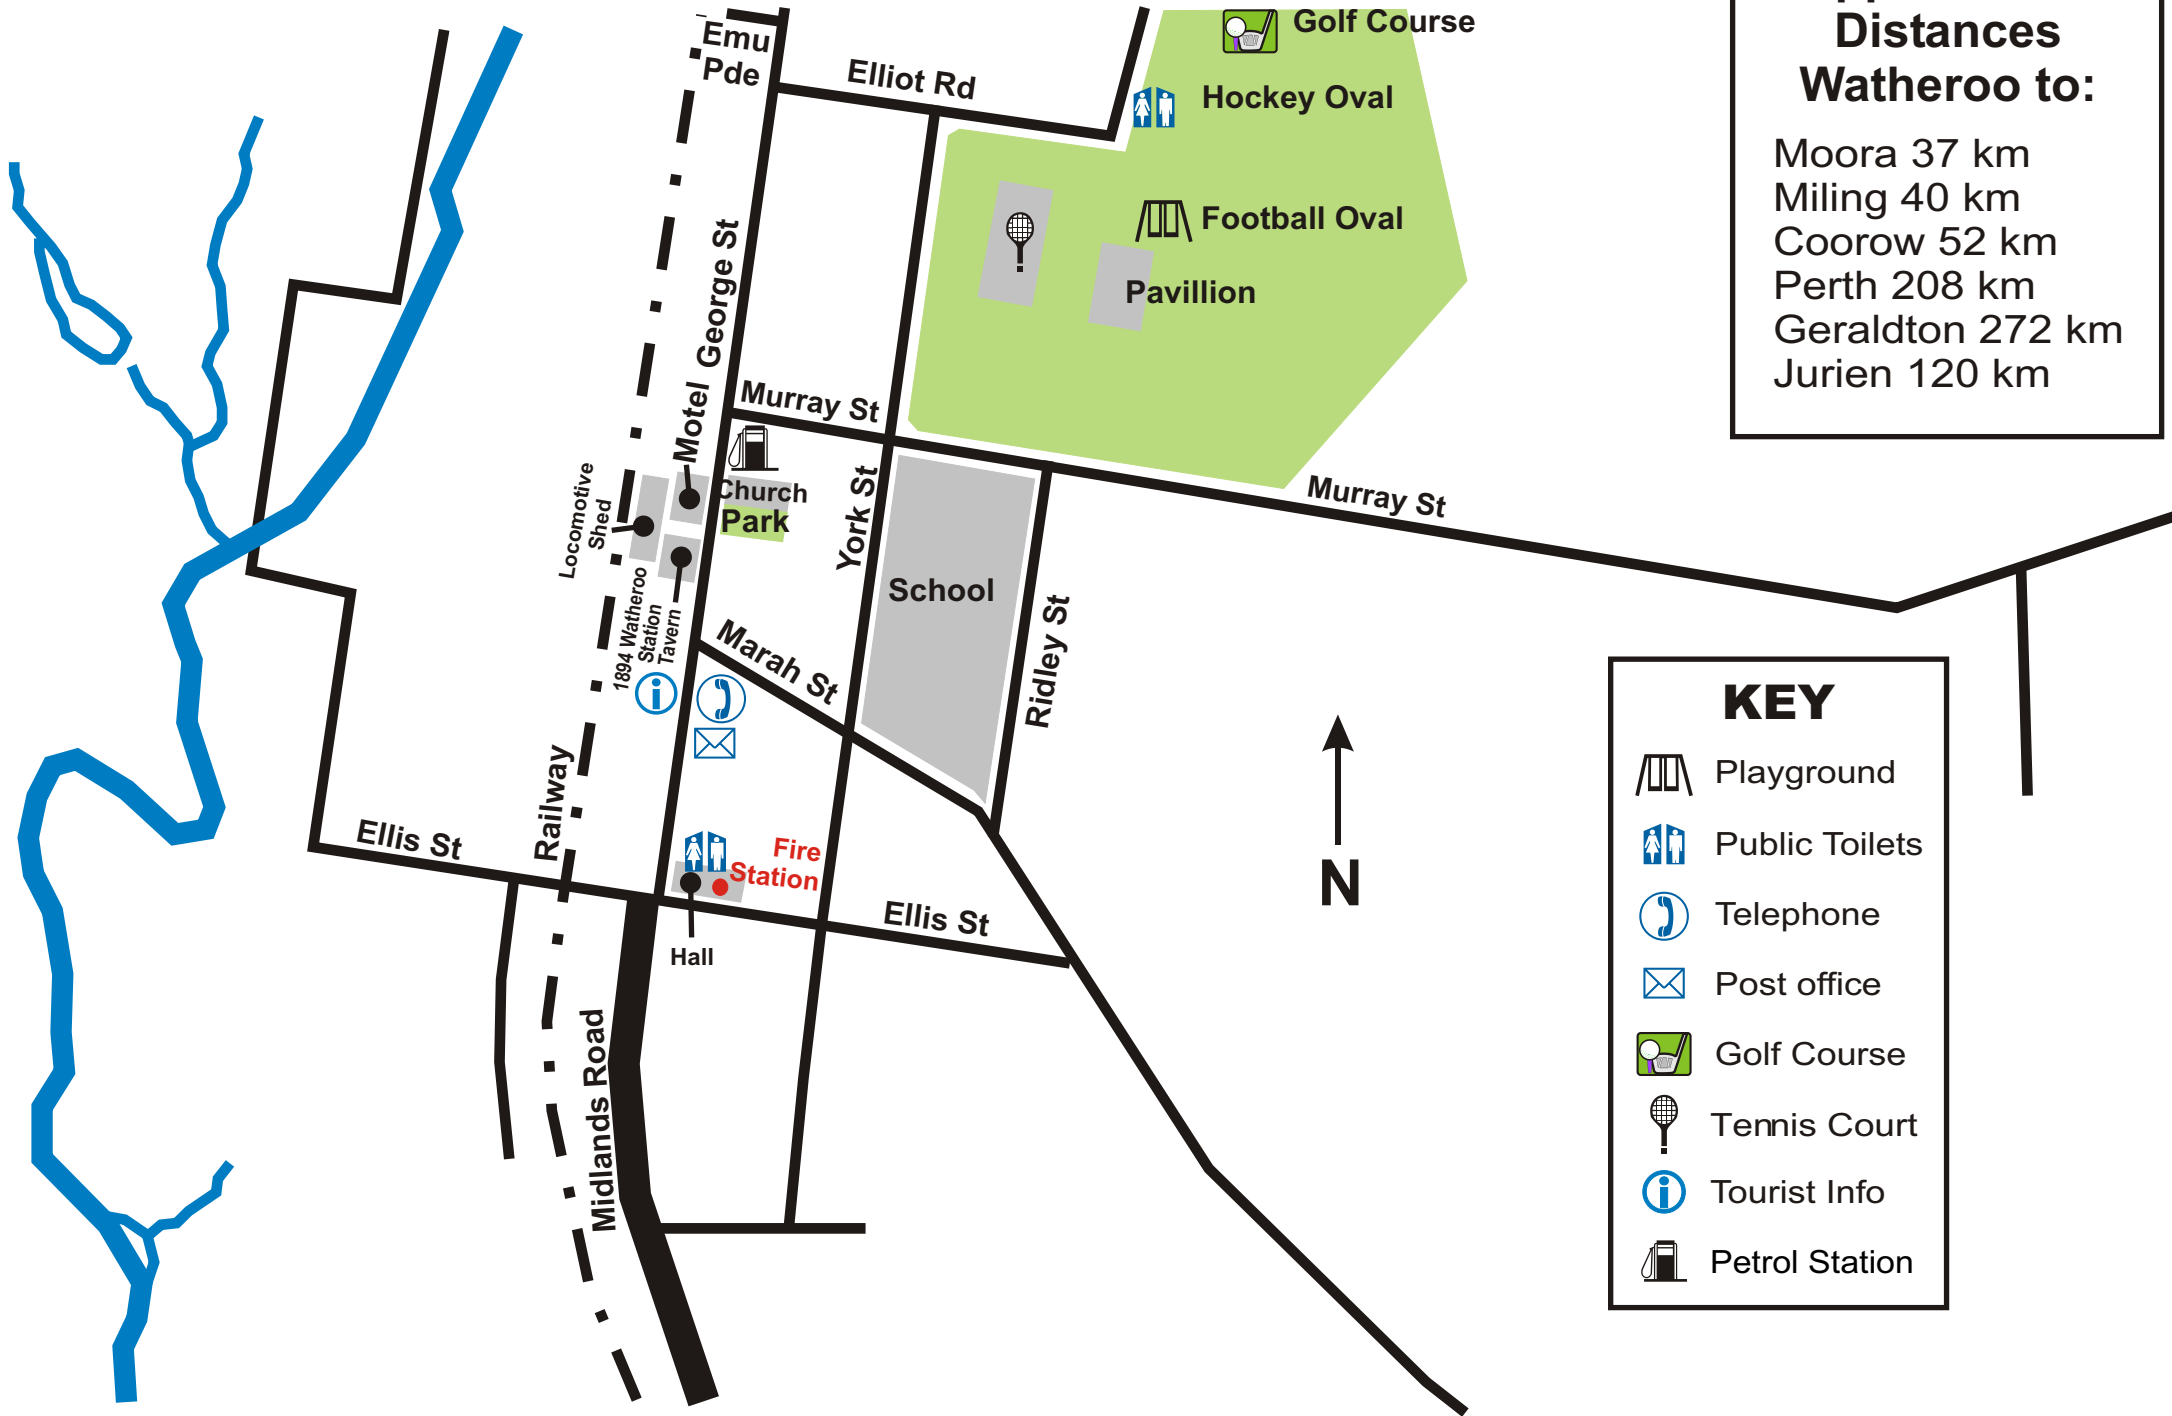 Distances
Watheroo to:
Moora 37 km
Miling 40 km
Coorow 52 km
Perth 208 km
Geraldton 272 km
Jurien 120 km
Emu
Pde
Elliot Rd
Golf Course
Hockey Oval
Football Oval
Pavillion
George St
Motel
Murray St
Church
Park
Locomotive
Shed
York St
School
Murray St
1894 Watheroo
Station
Tavern
Marah St
Ridley St
Railway
Ellis St
Fire
Station
Ellis St
Hall
Midlands Road
N
KEY
Playground
Public Toilets
Telephone
Post office
Golf Course
Tennis Court
Tourist Info
Petrol Station